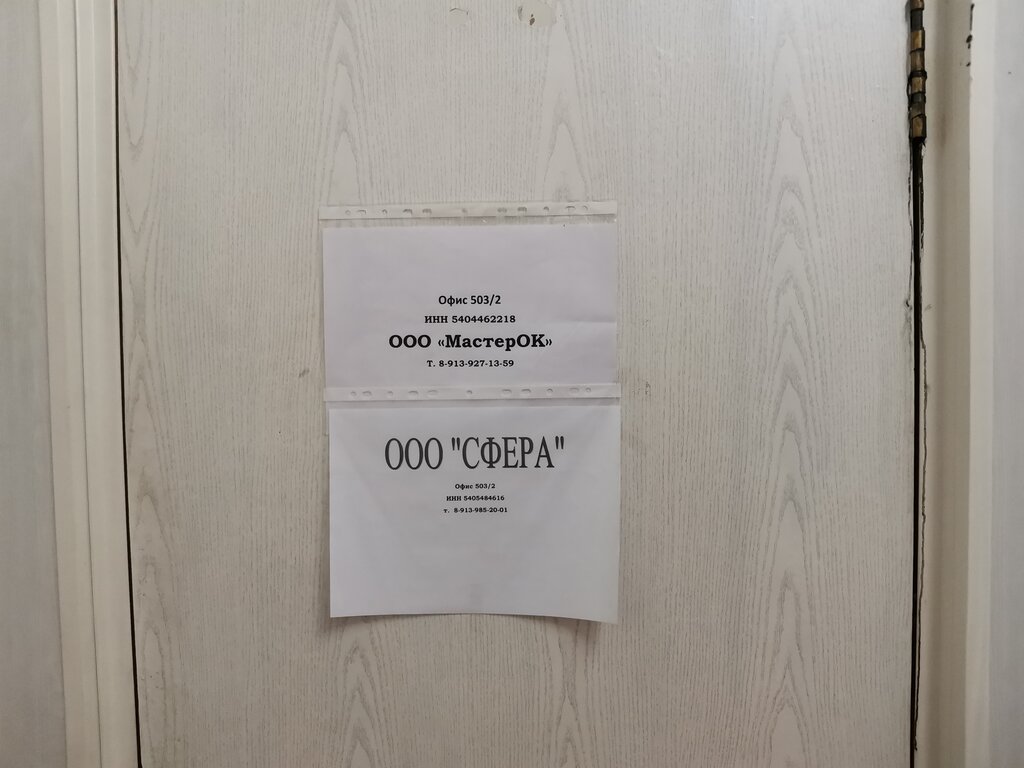 Офис 503/2
ИНН 5404462218
ООО «МастерОК»
Т. 8-913-927-13-59
ООО "СФЕРА"
Офис 503/2
ИНН 5405484616
т. 8-913-985-20-01